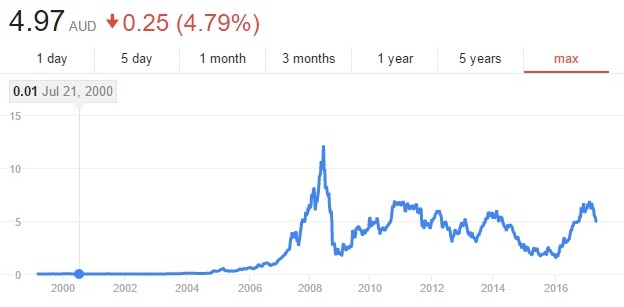 4.97 AUD ↓0.25 (4.79%)
1 day 5 day 1 month 3 months 1 year 5 years max
0.01 Jul 21, 2000
15
10
5
0
2000 2002 2004 2006 2008 2010 2012 2014 2016